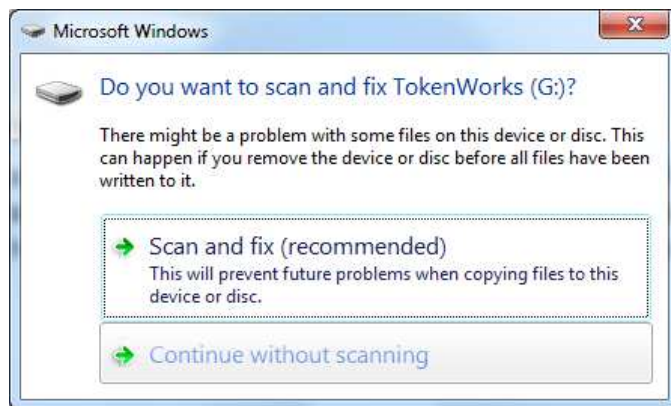 Microsoft Windows
Do you want to scan and fix TokenWorks (G:)?
There might be a problem with some files on this device or disc. This
can happen if you remove the device or disc before all files have been
written to it.
Scan and fix (recommended)
This will prevent future problems when copying files to this
device or disc.
Continue without scanning